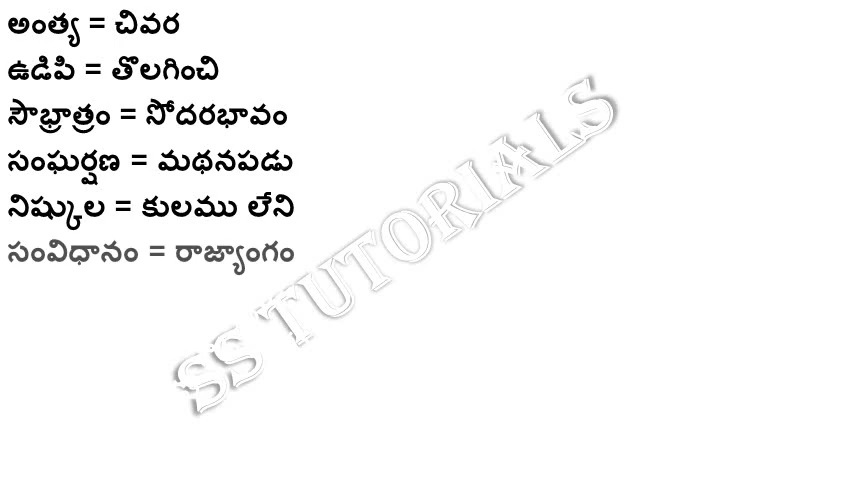 అంత్య = చివర
ఉడిపి = తొలగించి
సౌభ్రాత్రం = సోదరభావం
సంఘర్షణ = మథనపడు
నిష్కుల = కులము లేని
సంవిధానం = రాజ్యాంగం
SS TUTORIALS